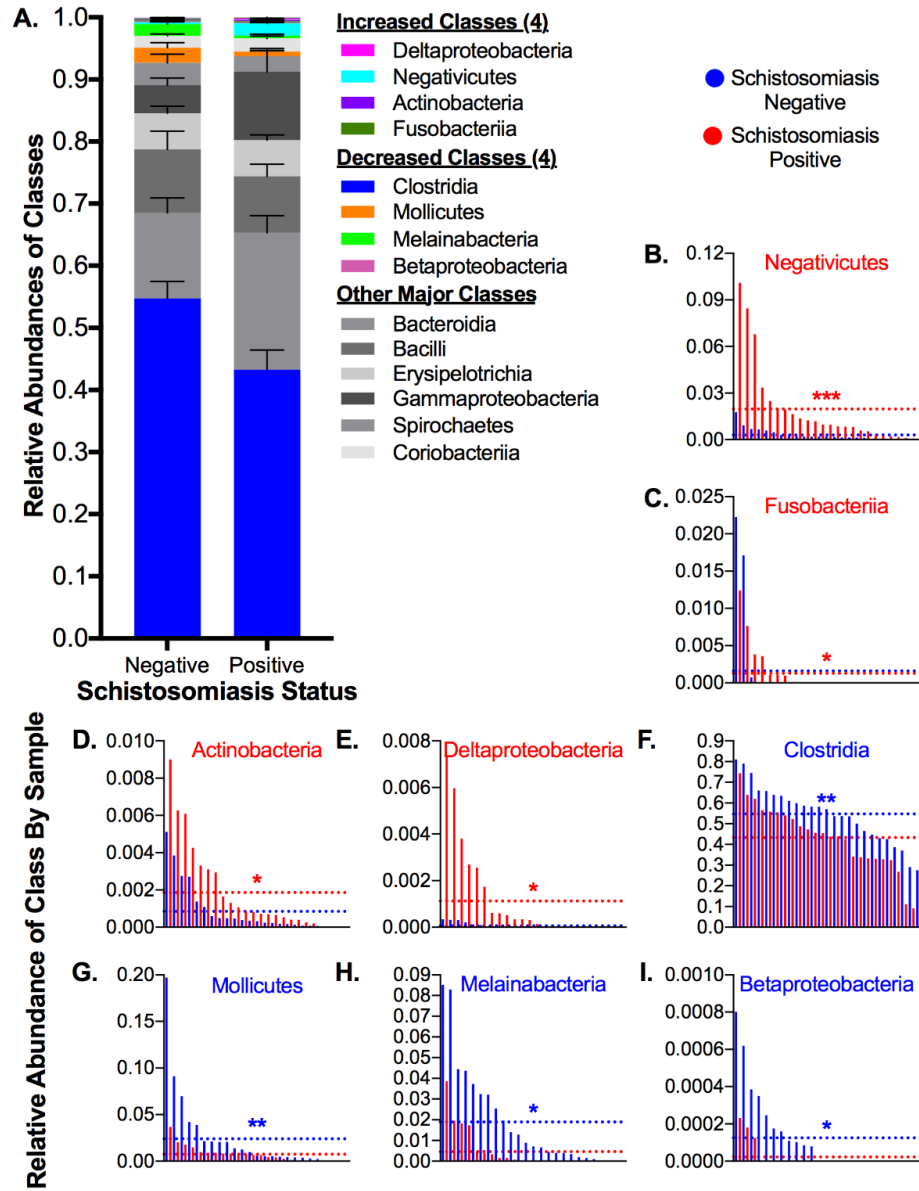 A.
1.0
0.9
0.8
0.7
0.6
0.5
0.4
0.3
0.2
0.1
0.0
Relative Abundances of Classes
Negative Positive
Schistosomiasis Status
Increased Classes (4)
Deltaproteobacteria
Negativicutes
Actinobacteria
Fusobacteriia
Decreased Classes (4)
Clostridia
Mollicutes
Melainabacteria
Betaproteobacteria
Other Major Classes
Bacteroidia
Bacilli
Erysipelotrichia
Gammaproteobacteria
Spirochaetes
Coriobacteriia
Schistosomiasis
Negative
Schistosomiasis
Positive
B.
Negativicutes
0.12
0.09
0.06
0.03
0.00
***
C.
Fusobacteriia
0.025
0.020
0.015
0.010
0.005
0.000
*
Relative Abundance of Class By Sample
D.
Actinobacteria
0.010
0.008
0.006
0.004
0.002
0.000
*
E.
Deltaproteobacteria
0.008
0.006
0.004
0.002
0.000
*
F.
Clostridia
0.9
0.8
0.7
0.6
0.5
0.4
0.3
0.2
0.1
0.0
**
G.
Mollicutes
0.20
0.15
0.10
0.05
0.00
**
H.
Melainabacteria
0.09
0.08
0.07
0.06
0.05
0.04
0.03
0.02
0.01
0.00
*
I.
Betaproteobacteria
0.0010
0.0008
0.0006
0.0004
0.0002
0.0000
*